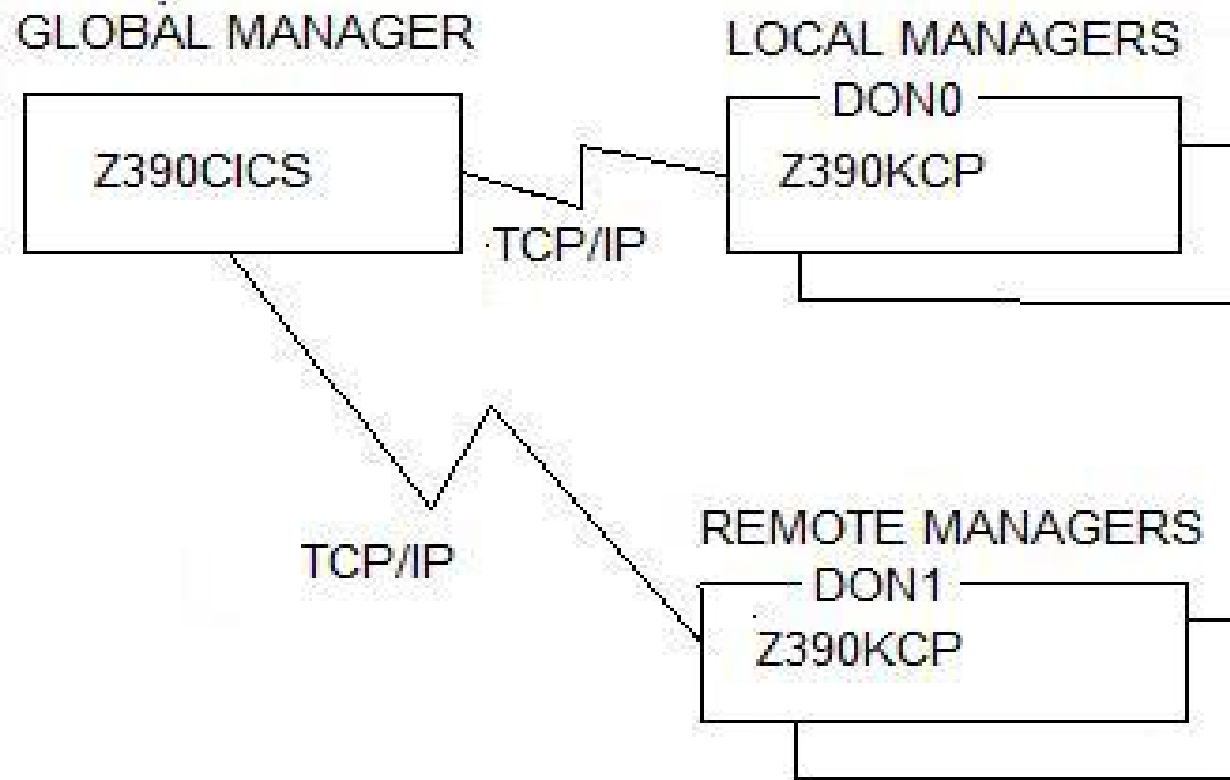 GLOBAL MANAGER
LOCAL MANAGERS
DON0
Z390CICS
Z390KCP
TCP/IP
TCP/IP
REMOTE MANAGERS
DON1
Z390KCP